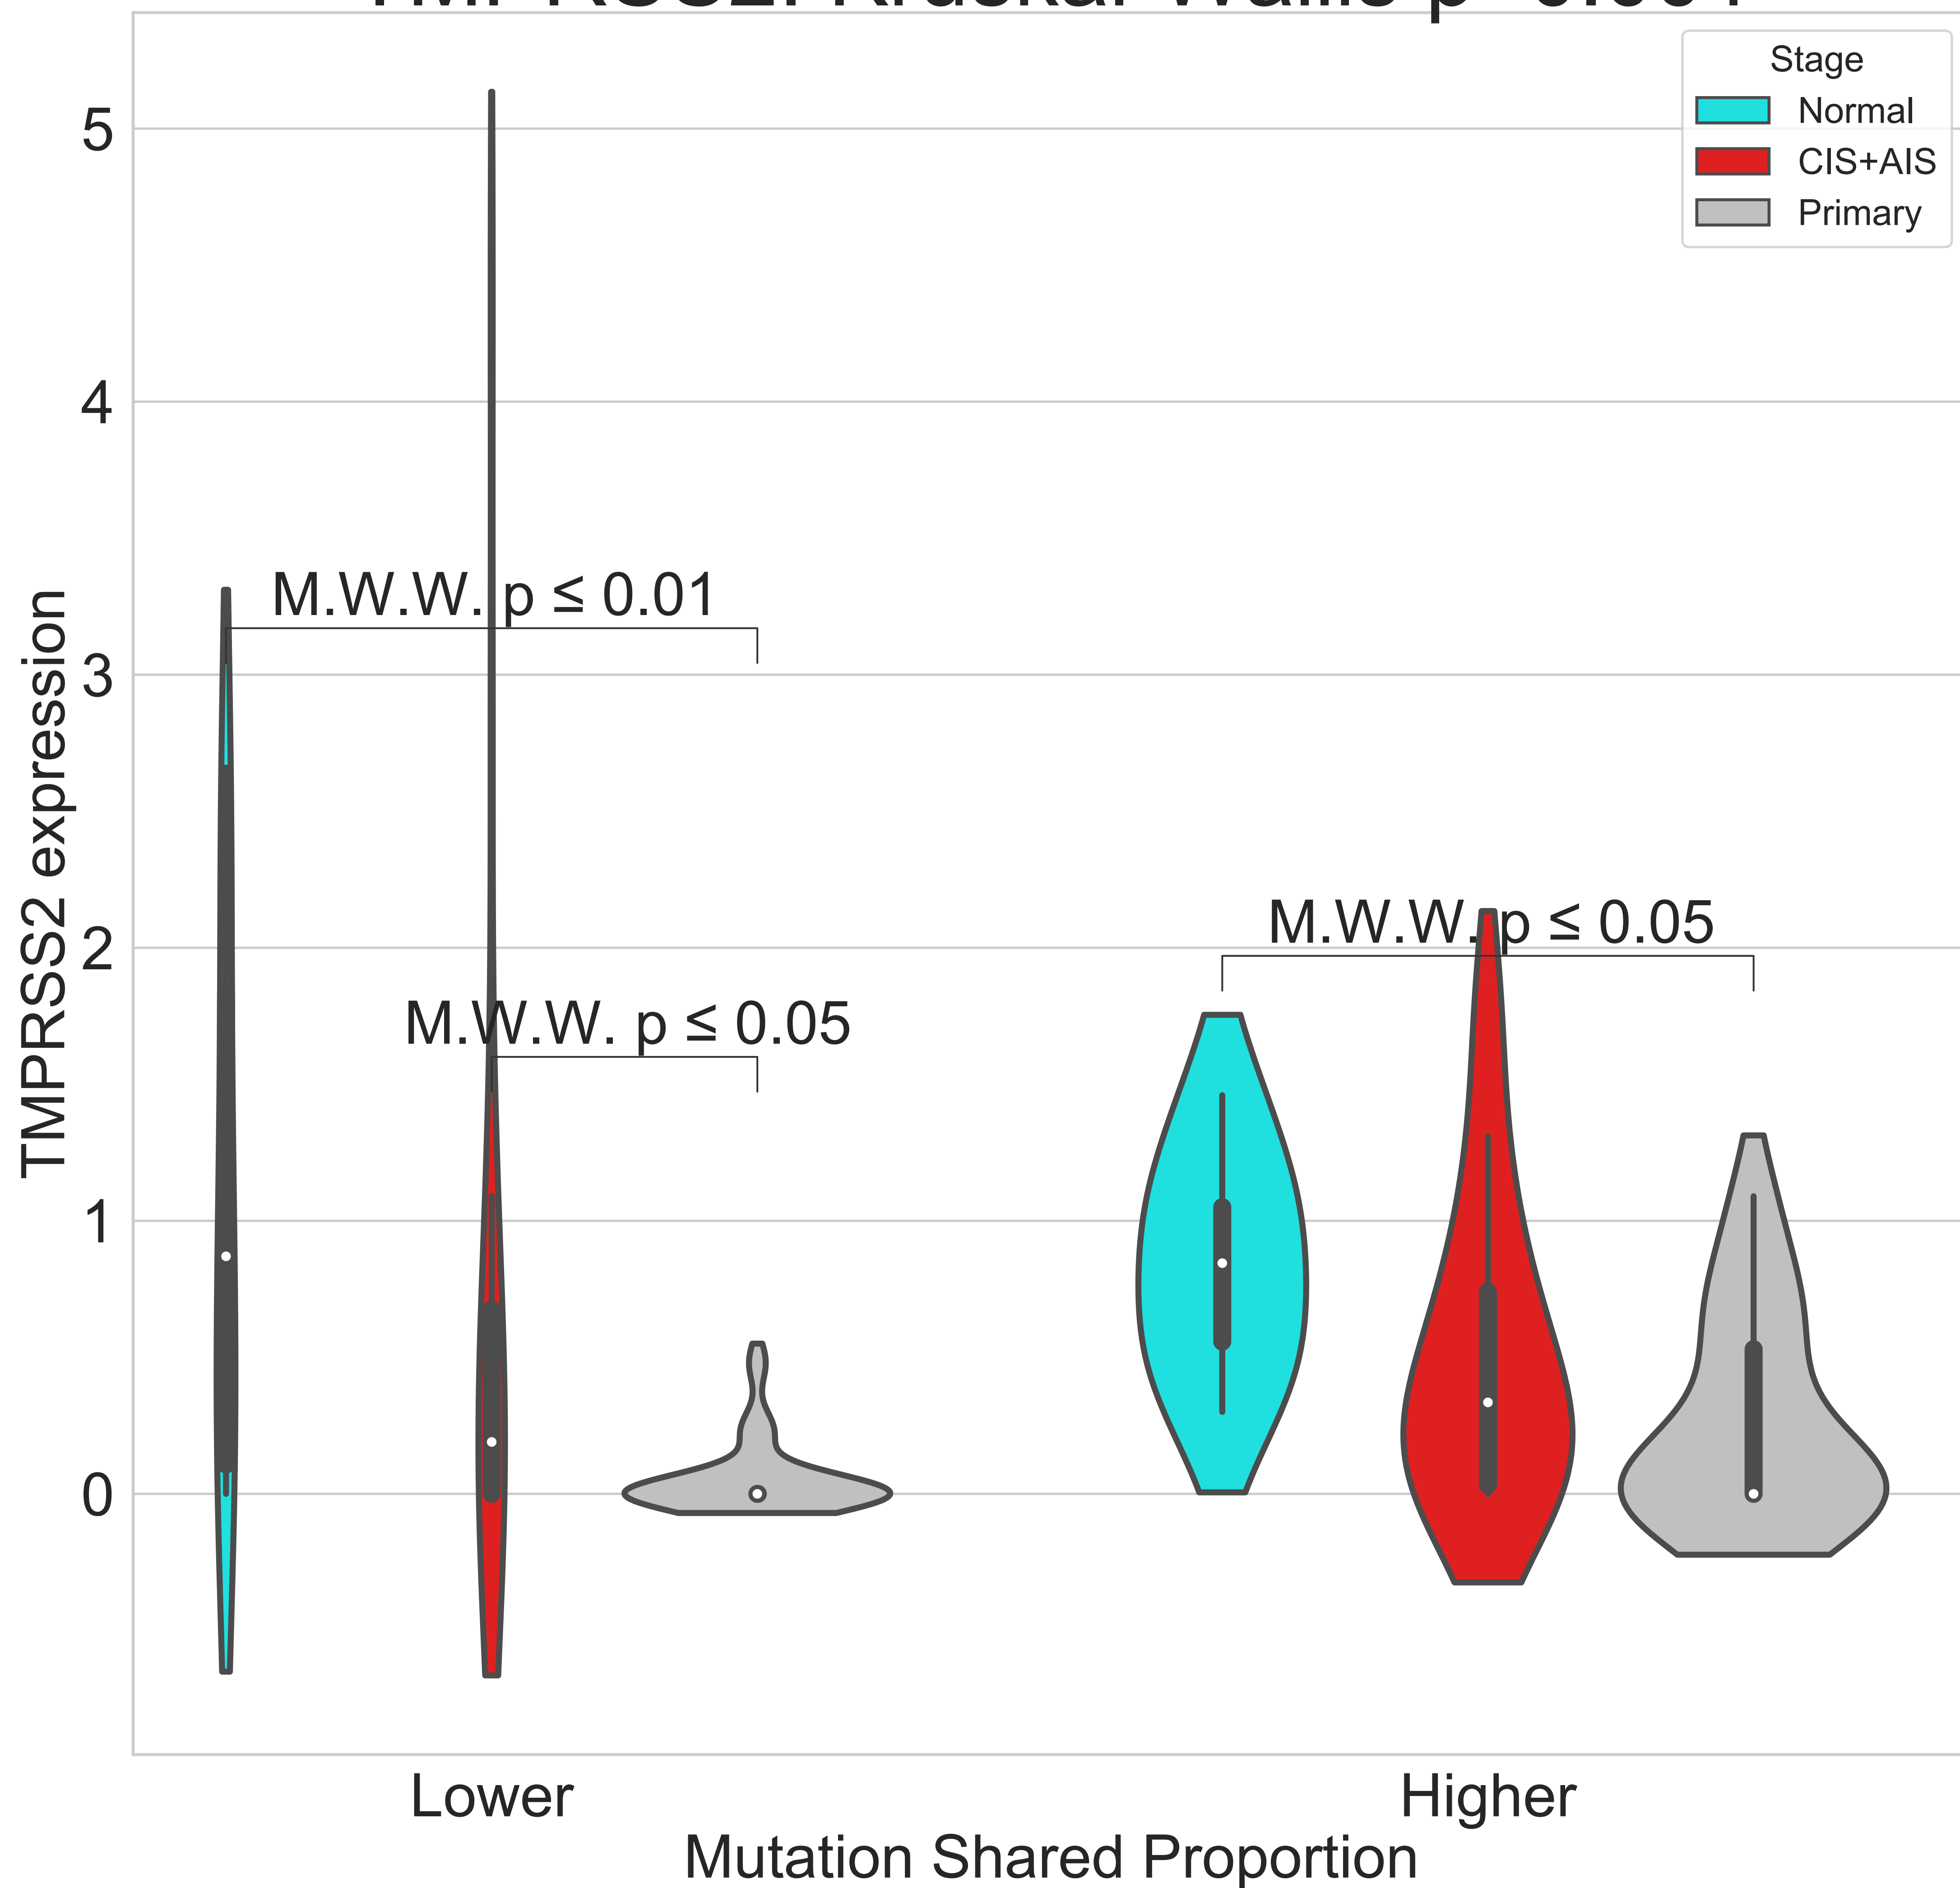 Stage
Normal
CIS+AIS
Primary
5
4
3
2
1
0
TMPRSS2 expression
M.W.W. p ≤ 0.01
M.W.W. p ≤ 0.05
M.W.W. p ≤ 0.05
Lower
Higher
Mutation Shared Proportion